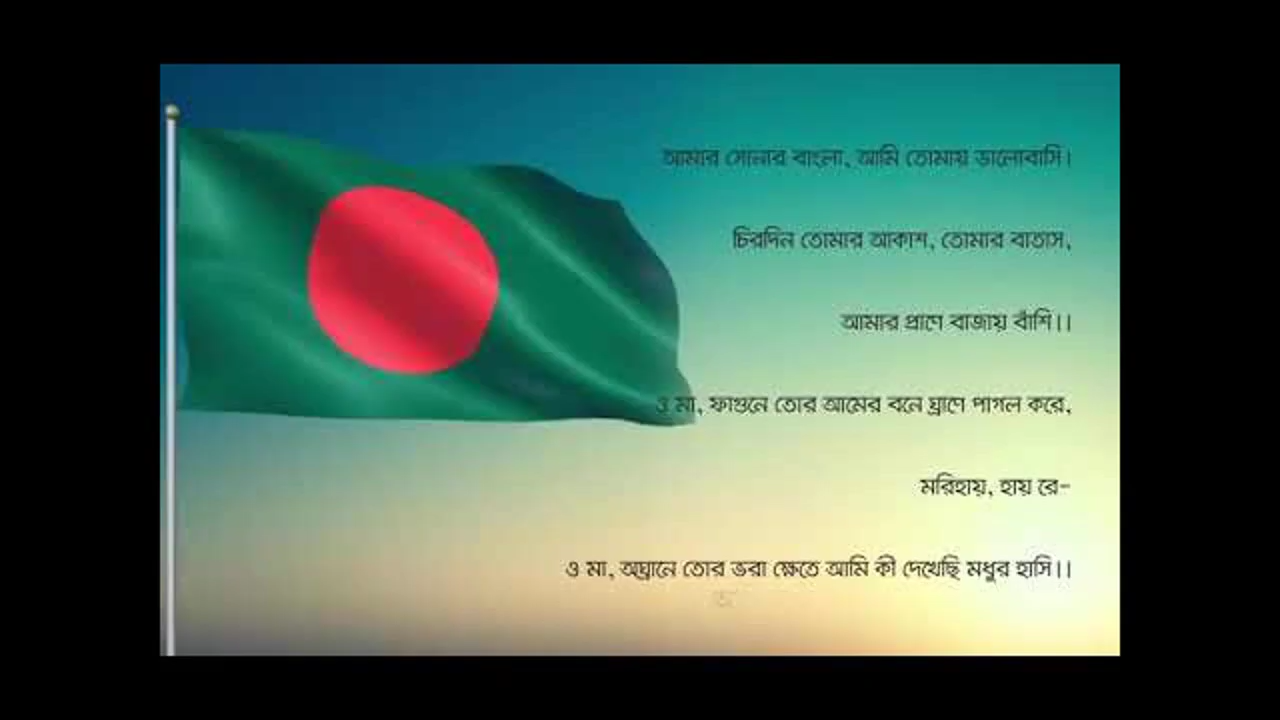 আমার সোনার বাংলা, আমি তোমায় ভালোবাসি।
চিরদিন তোমার আকাশ, তোমার বাতাস,
আমার প্রাণে বাজায় বাঁশি।।
ও মা, ফাগুনে তোর আমের বনে ঘ্রাণে পাগল করে,
মরিহায়, হায় রে-
ও মা, অঘ্রানে তোর ভরা ক্ষেতে আমি কী দেখেছি মধুর হাসি।।